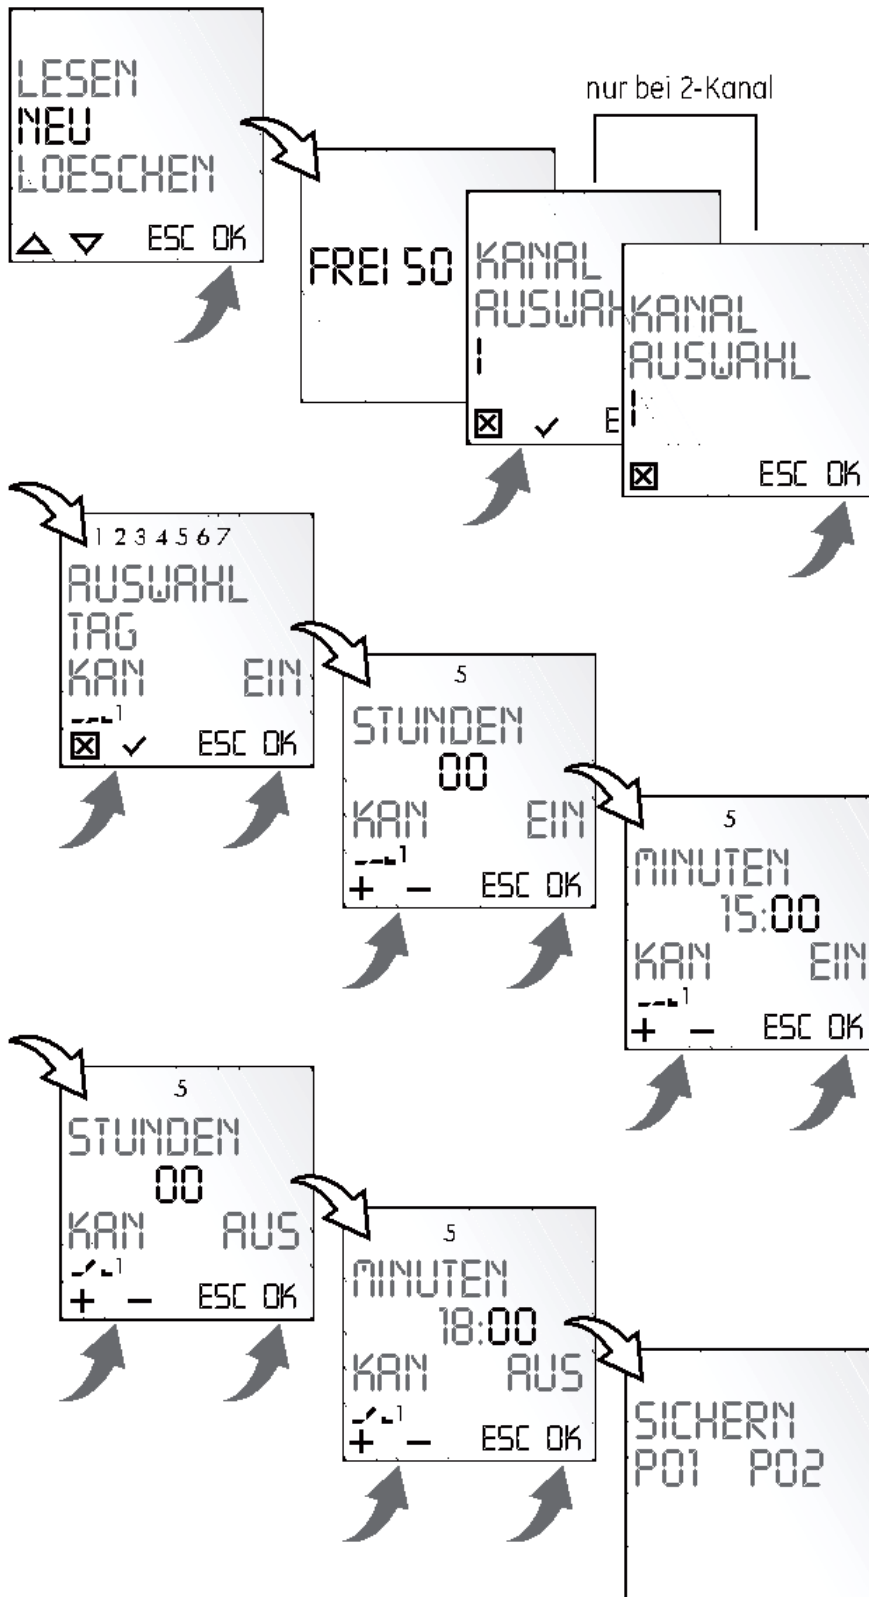 LESEN
NEU
LOESCHEN
ESC OK
nur bei 2-Kanal
FREI 50
KANAL
AUSWAH
1
E
KANAL
AUSWAHL
1
ESC OK
1 2 3 4 5 6 7
AUSWAHL
TAG
KAN EIN
1
ESC OK
5
STUNDEN
00
KAN EIN
1
+ − ESC OK
5
MINUTEN
15:00
KAN EIN
1
+ − ESC OK
5
STUNDEN
00
KAN AUS
1
+ − ESC OK
5
MINUTEN
18:00
KAN AUS
1
+ − ESC OK
SICHERN
P01 P02